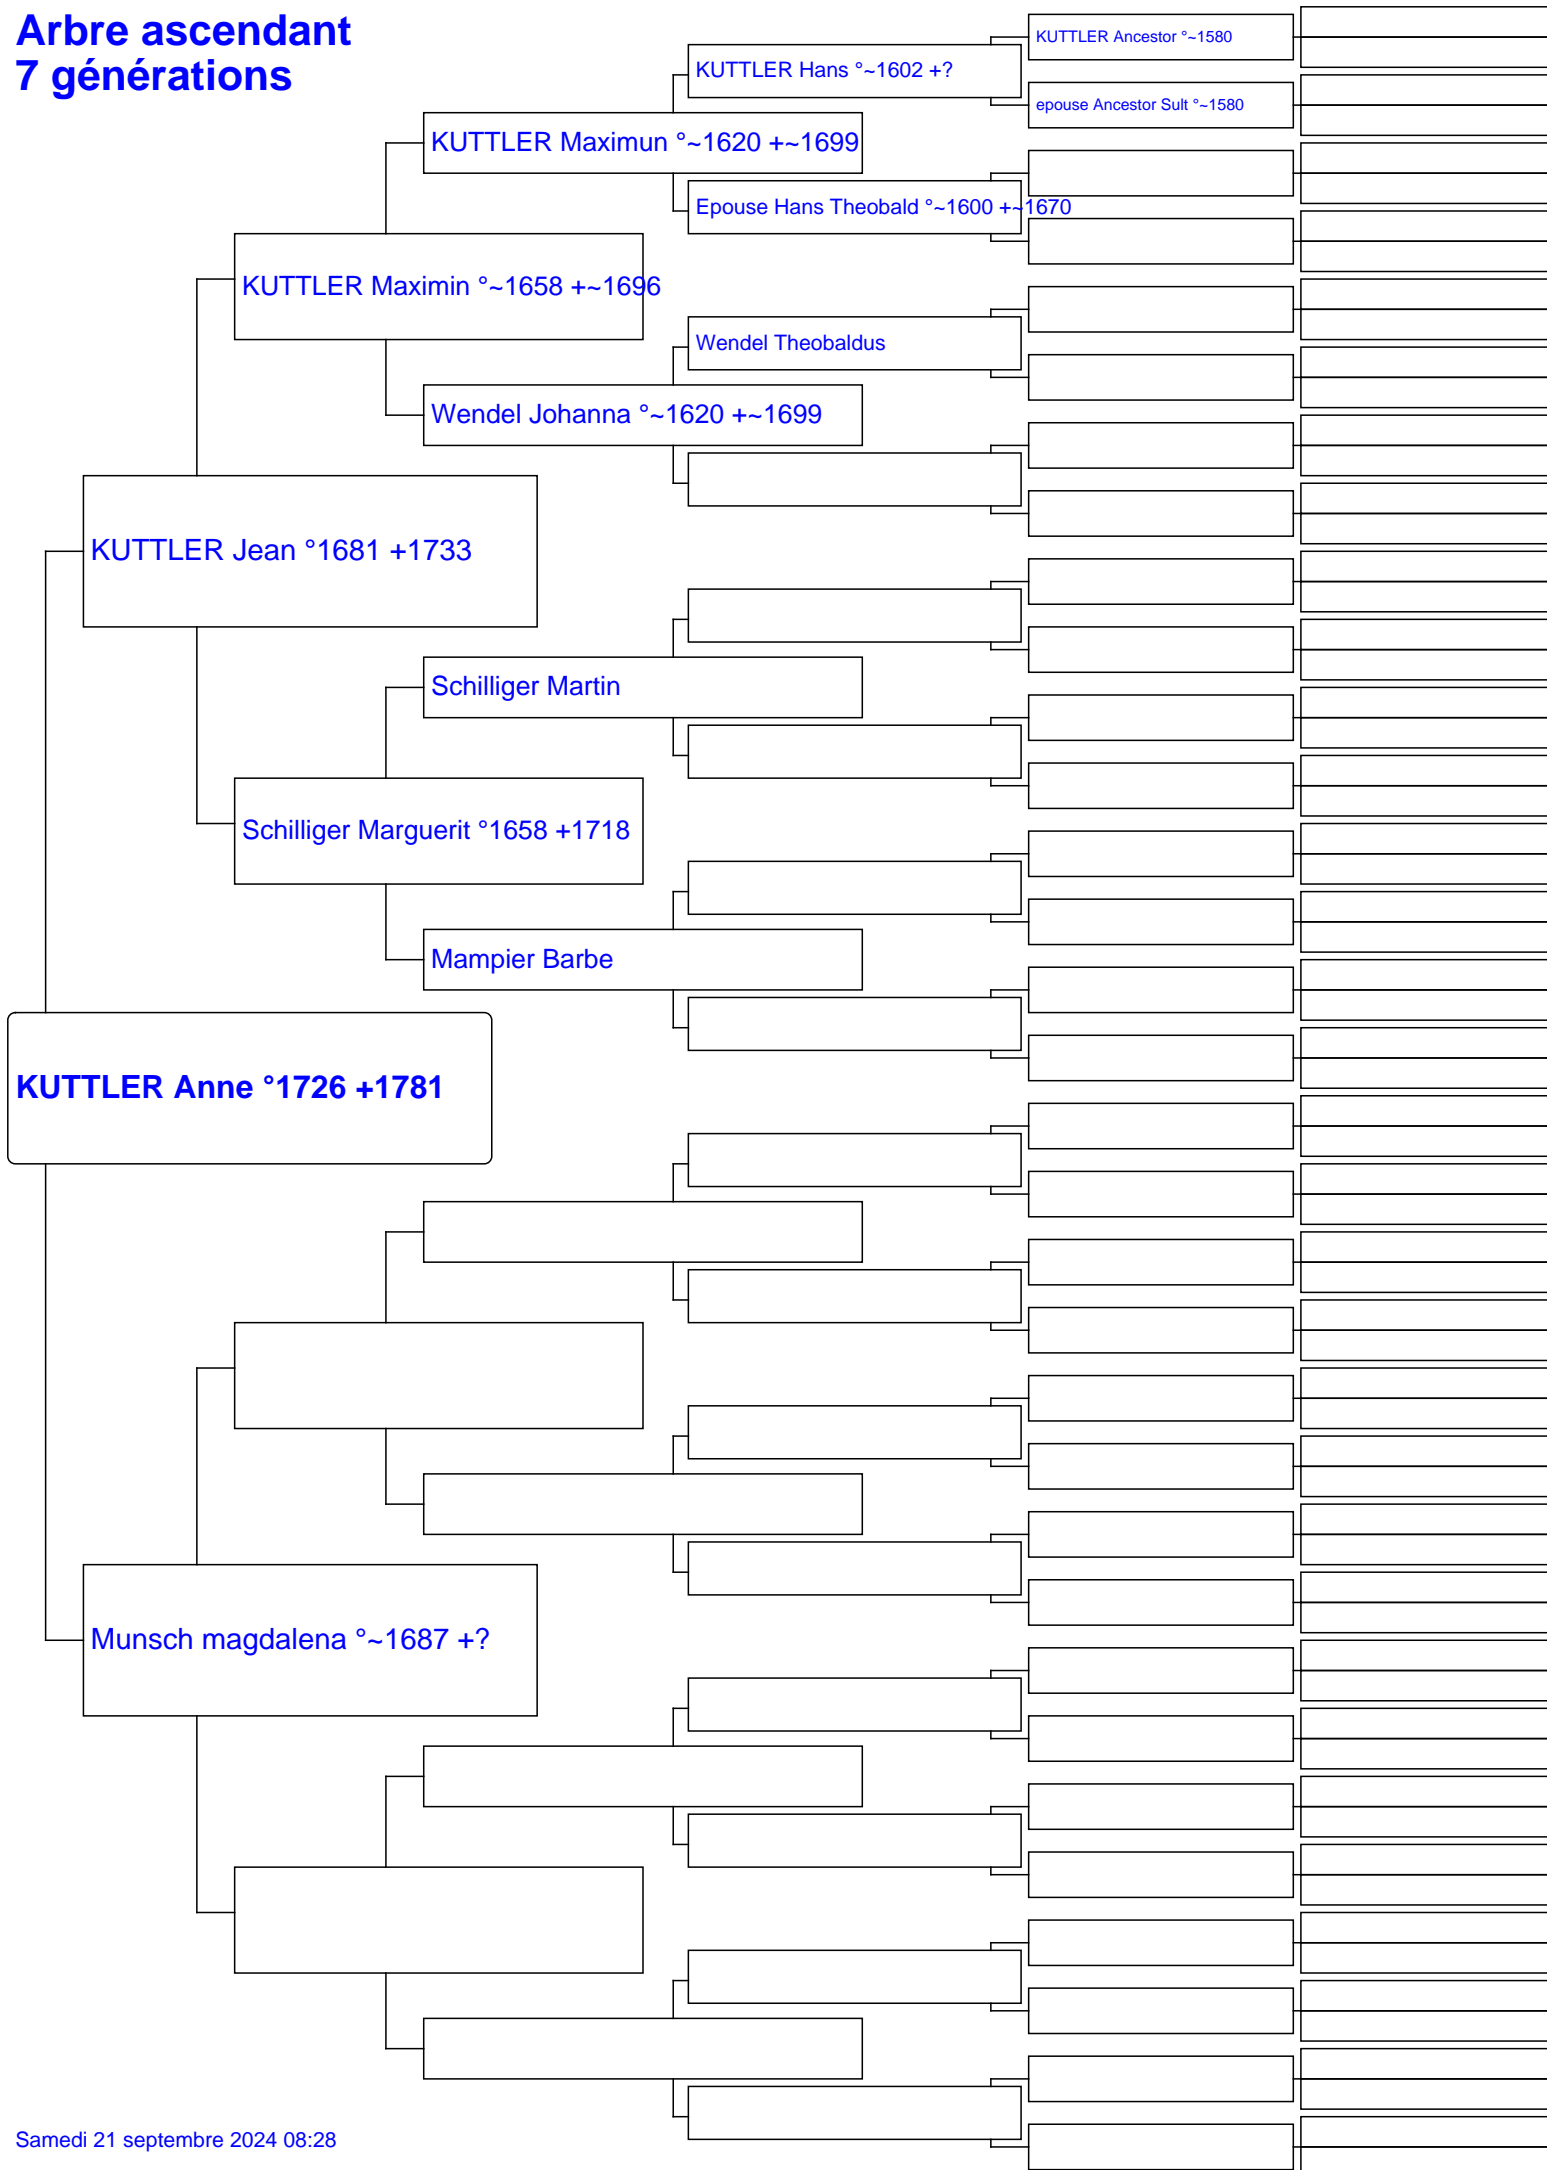 Arbre ascendant
7 générations
KUTTLER Ancestor °~1580
KUTTLER Hans °~1602 +?
epouse Ancestor Sult °~1580
KUTTLER Maximun °~1620 +~1699
Epouse Hans Theobald °~1600 +~1670
KUTTLER Maximin °~1658 +~1696
Wendel Theobaldus
Wendel Johanna °~1620 +~1699
KUTTLER Jean °1681 +1733
Schilliger Martin
Schilliger Marguerit °1658 +1718
Mampier Barbe
KUTTLER Anne °1726 +1781
Munsch magdalena °~1687 +?
Samedi 21 septembre 2024 08:28